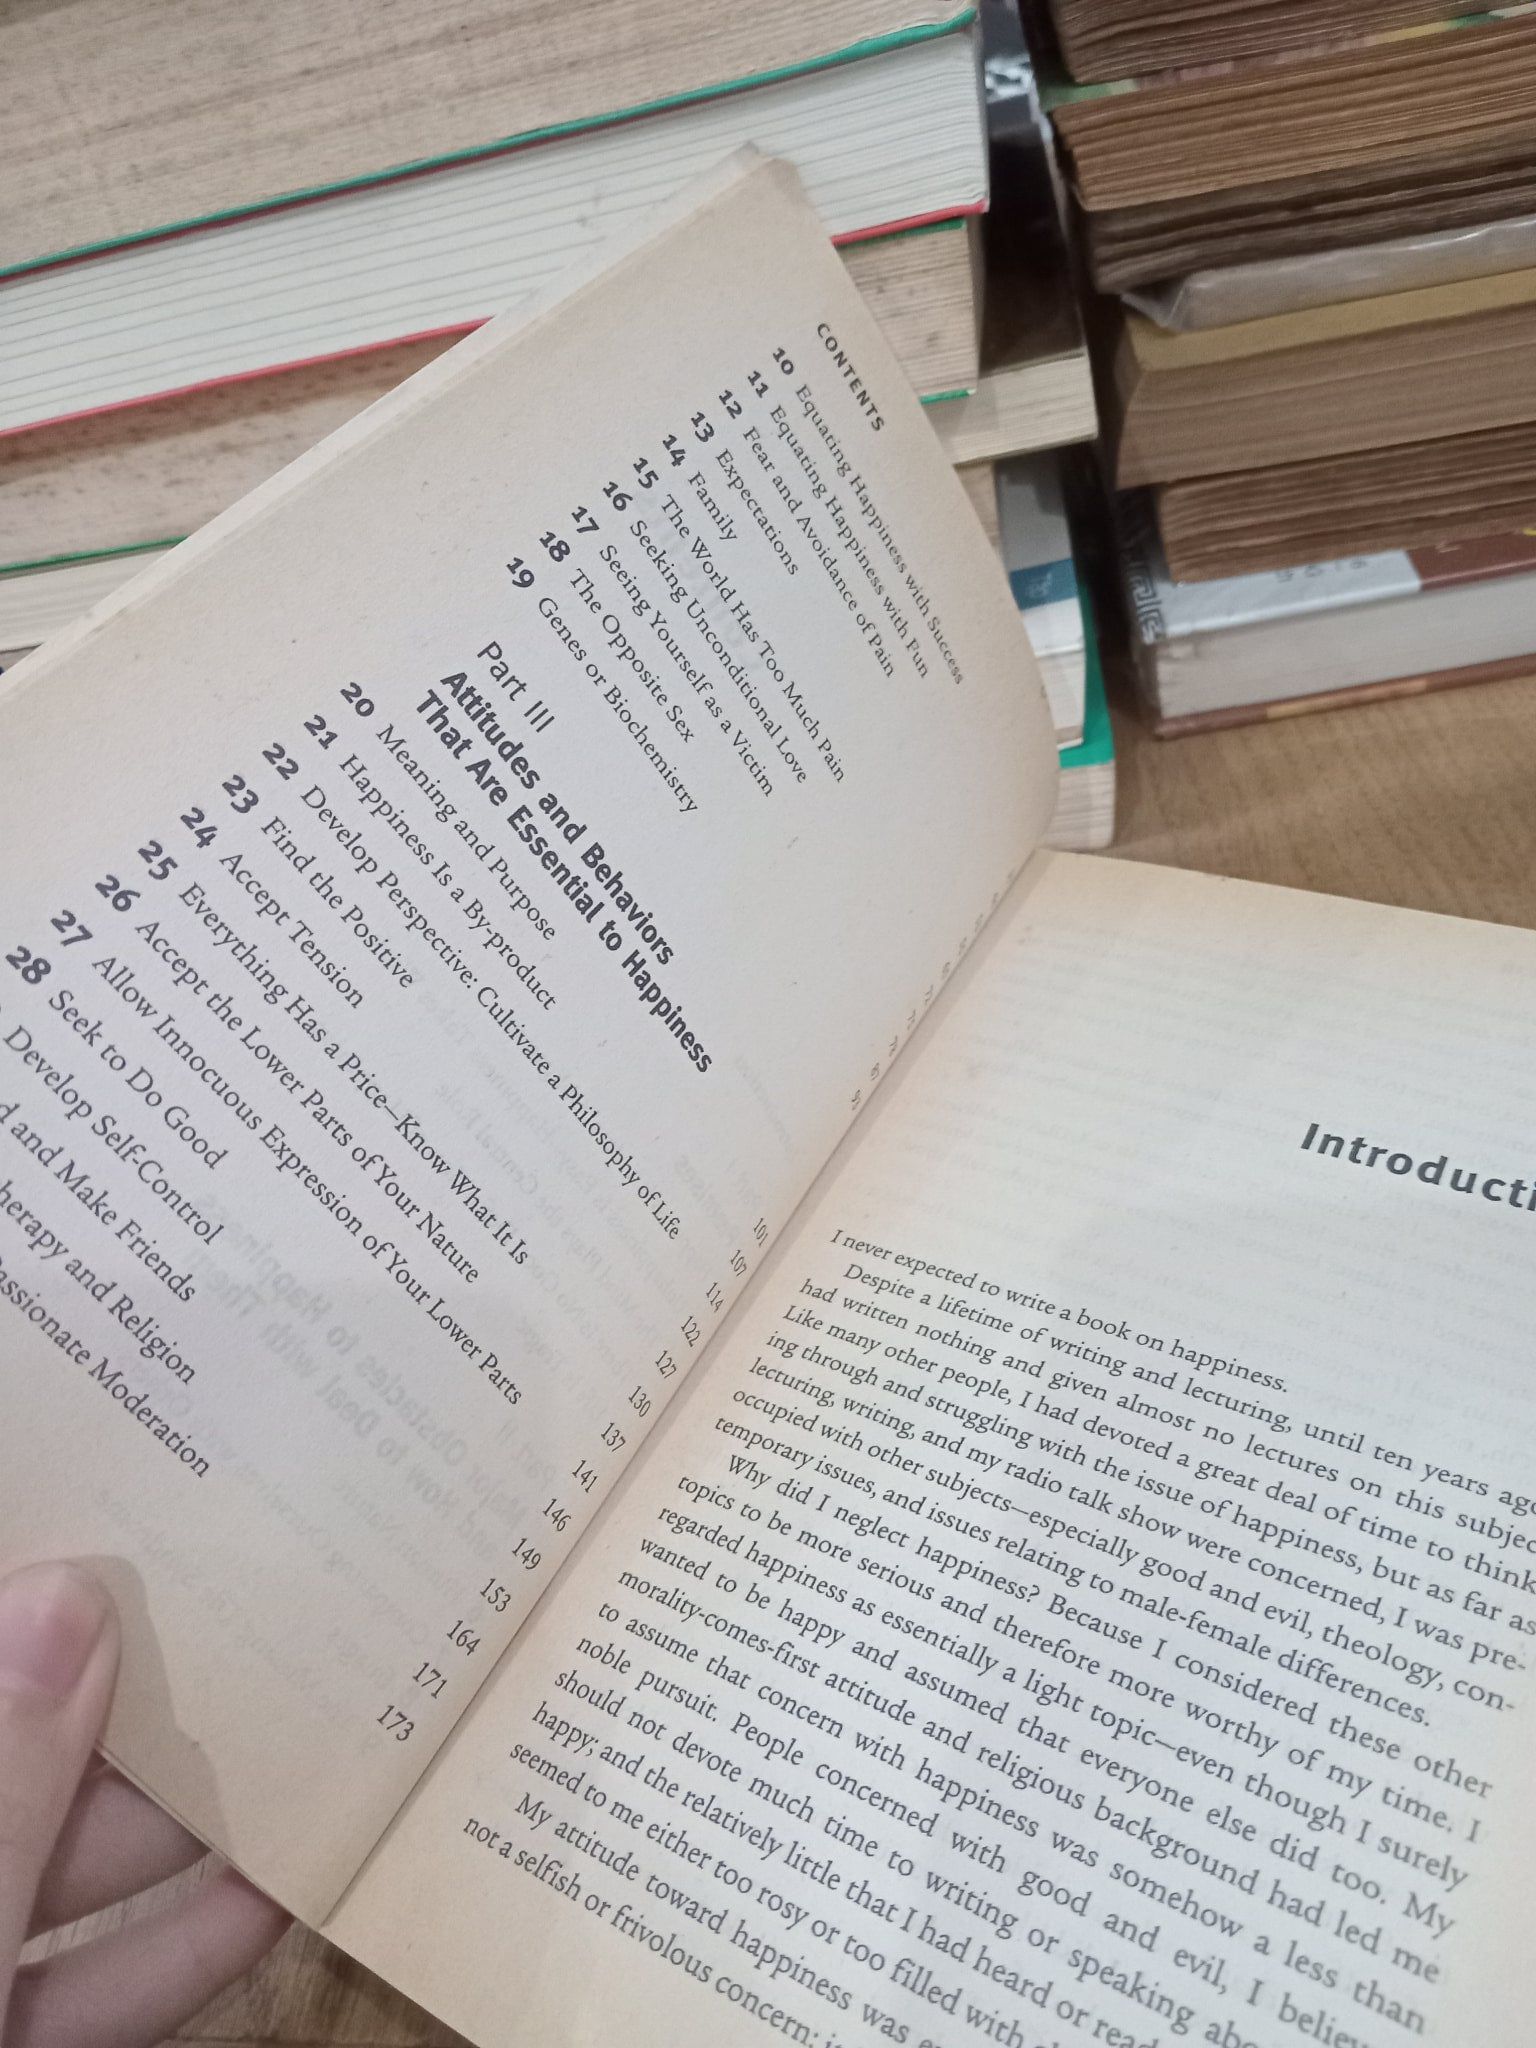 CONTENTS
10 Equating Happiness with Success
11 Equating Happiness with Fun
12 Fear and Avoidance of Pain
13 Expectations
14 Family
15 The World Has Too Much Pain
16 Seeking Unconditional Love
17 Seeing Yourself as a Victim
18 The Opposite Sex
19 Genes or Biochemistry
Part III
Attitudes and Behaviors
That Are Essential to Happiness
20 Meaning and Purpose 101
21 Happiness Is a By-product 107
22 Develop Perspective: Cultivate a Philosophy of Life 114
23 Find the Positive 122
24 Accept Tension 127
25 Everything Has a Price—Know What It Is 130
26 Accept the Lower Parts of Your Nature 137
27 Allow Innocuous Expression of Your Lower Parts 141
28 Seek to Do Good 146
Develop Self-Control 149
and Make Friends 153
and Religion 164
Moderation 171
173
Introducti
I never expected to write a book on happiness.
Despite a lifetime of writing and lecturing, until ten years ago
had written nothing and given almost no lectures on this subjec
Like many other people, I had devoted a great deal of time to think
ing through and struggling with the issue of happiness, but as far as
lecturing, writing, and my radio talk show were concerned, I was pre-
occupied with other subjects—especially good and evil, theology, con-
temporary issues, and issues relating to male-female differences.
Why did I neglect happiness? Because I considered these other
topics to be more serious and therefore more worthy of my time. I
regarded happiness as essentially a light topic—even though I surely
wanted to be happy and assumed that everyone else did too. My
morality-comes-first attitude and religious background had led me
to assume that concern with happiness was somehow a less than
noble pursuit. People concerned with good and evil, I believ
should not devote much time to writing or speaking abo
happy; and the relatively little that I had heard or read
seemed to me either too rosy or too filled with
My attitude toward happiness was
not a selfish or frivolous concern;